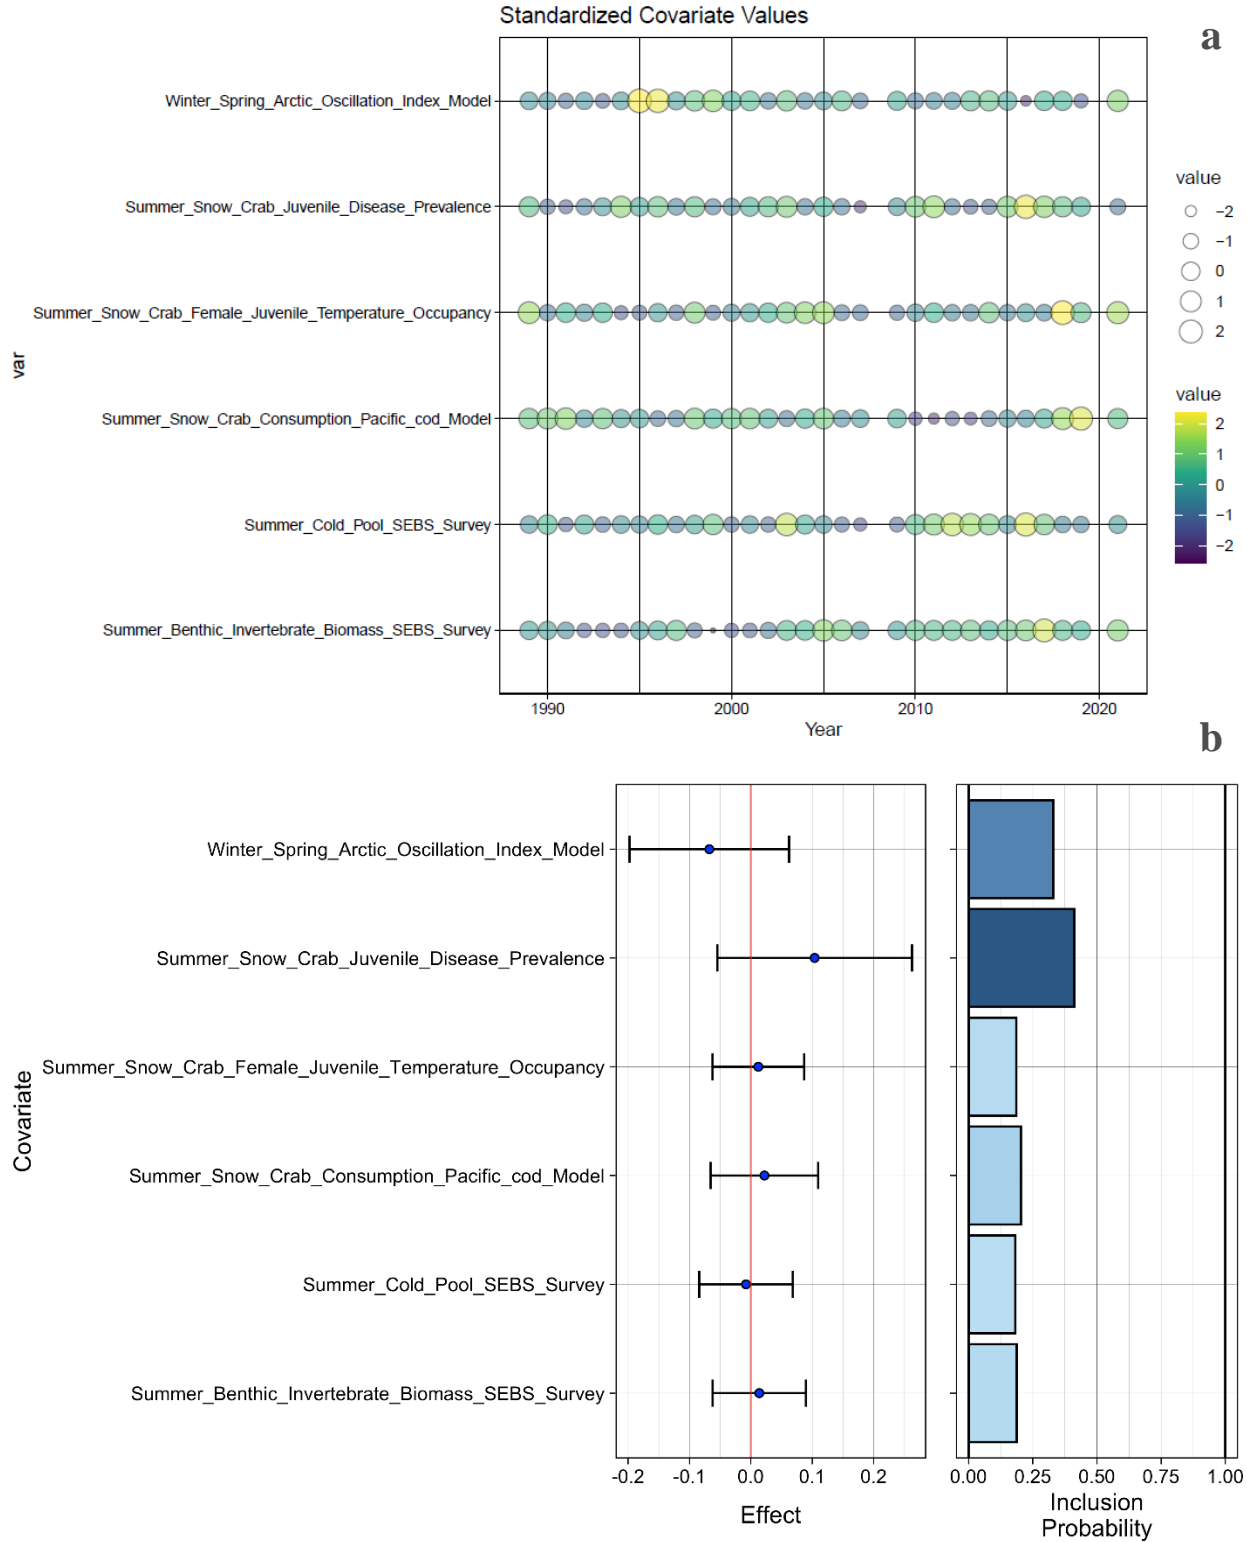 Standardized Covariate Values
a
Winter_Spring_Arctic_Oscillation_Index_Model
Summer_Snow_Crab_Juvenile_Disease_Prevalence
Summer_Snow_Crab_Female_Juvenile_Temperature_Occupancy
Summer_Snow_Crab_Consumption_Pacific_cod_Model
Summer_Cold_Pool_SEBS_Survey
Summer_Benthic_Invertebrate_Biomass_SEBS_Survey
var
1990 2000 2010 2020
Year
value
−2
−1
0
1
2
value
2
1
0
−1
−2
b
Winter_Spring_Arctic_Oscillation_Index_Model
Summer_Snow_Crab_Juvenile_Disease_Prevalence
Summer_Snow_Crab_Female_Juvenile_Temperature_Occupancy
Summer_Snow_Crab_Consumption_Pacific_cod_Model
Summer_Cold_Pool_SEBS_Survey
Summer_Benthic_Invertebrate_Biomass_SEBS_Survey
Covariate
-0.2 -0.1 0.0 0.1 0.2
Effect
0.00 0.25 0.50 0.75 1.00
Inclusion
Probability